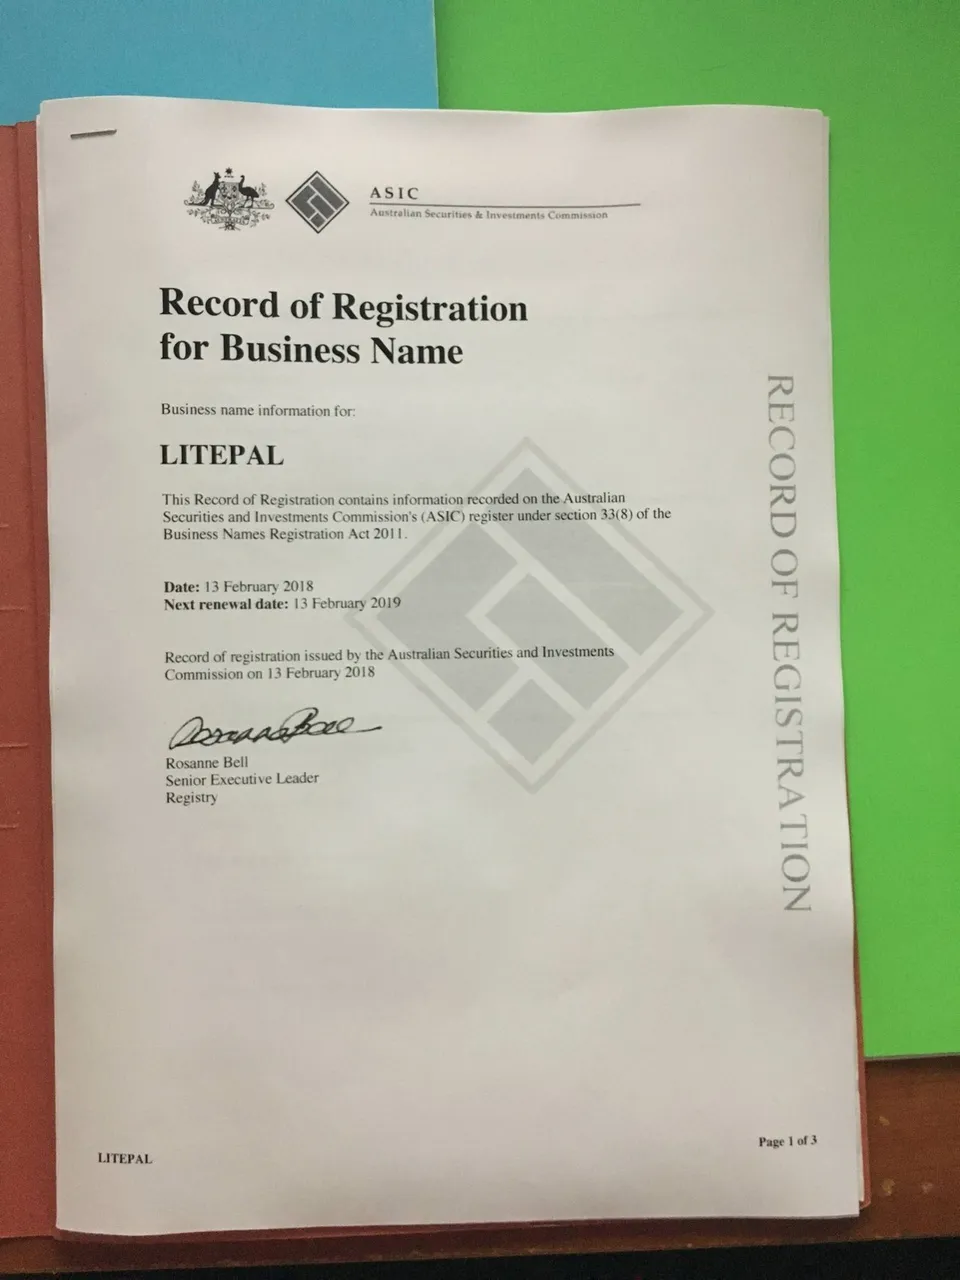 ASIC
Australian Securities & Investments Commission
Record of Registration
for Business Name
Business name information for:
LITEPAL
This Record of Registration contains information recorded on the Australian
Securities and Investments Commission's (ASIC) register under section 33(8) of the
Business Names Registration Act 2011.
Date: 13 February 2018
Next renewal date: 13 February 2019
Record of registration issued by the Australian Securities and Investments
Commission on 13 February 2018
Rosanne Bell
Rosanne Bell
Senior Executive Leader
Registry
RECORD OF REGISTRATION
LITEPAL
Page 1 of 3